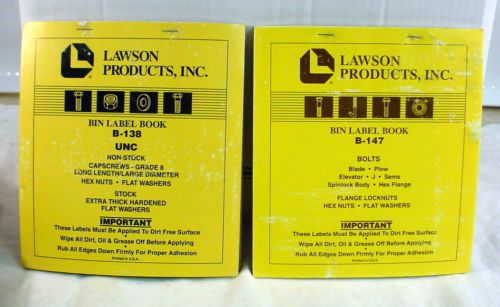 LAWSON
PRODUCTS, INC.
BIN LABEL BOOK
B-138
UNC
NON-STOCK
CAPSCREWS - GRADE 8
LONG LENGTH/LARGE DIAMETER
HEX NUTS • FLAT WASHERS
STOCK
EXTRA THICK HARDENED
FLAT WASHERS
IMPORTANT
These Labels Must Be Applied To Dirt Free Surface
•
Wipe All Dirt, Oil & Grease Off Before Applying
•
Rub All Edges Down Firmly For Proper Adhesion
Printed in U.S.A.
LAWSON
PRODUCTS, INC.
BIN LABEL BOOK
B-147
BOLTS
Blade • Plow
Elevator • J • Sems
Spinlock Body • Hex Flange
FLANGE LOCKNUTS
HEX NUTS • FLAT WASHERS
IMPORTANT
These Labels Must Be Applied To Dirt Free Surface
•
Wipe All Dirt, Oil & Grease Off Before Applying
•
Rub All Edges Down Firmly For Proper Adhesion
Printed in U.S.A.